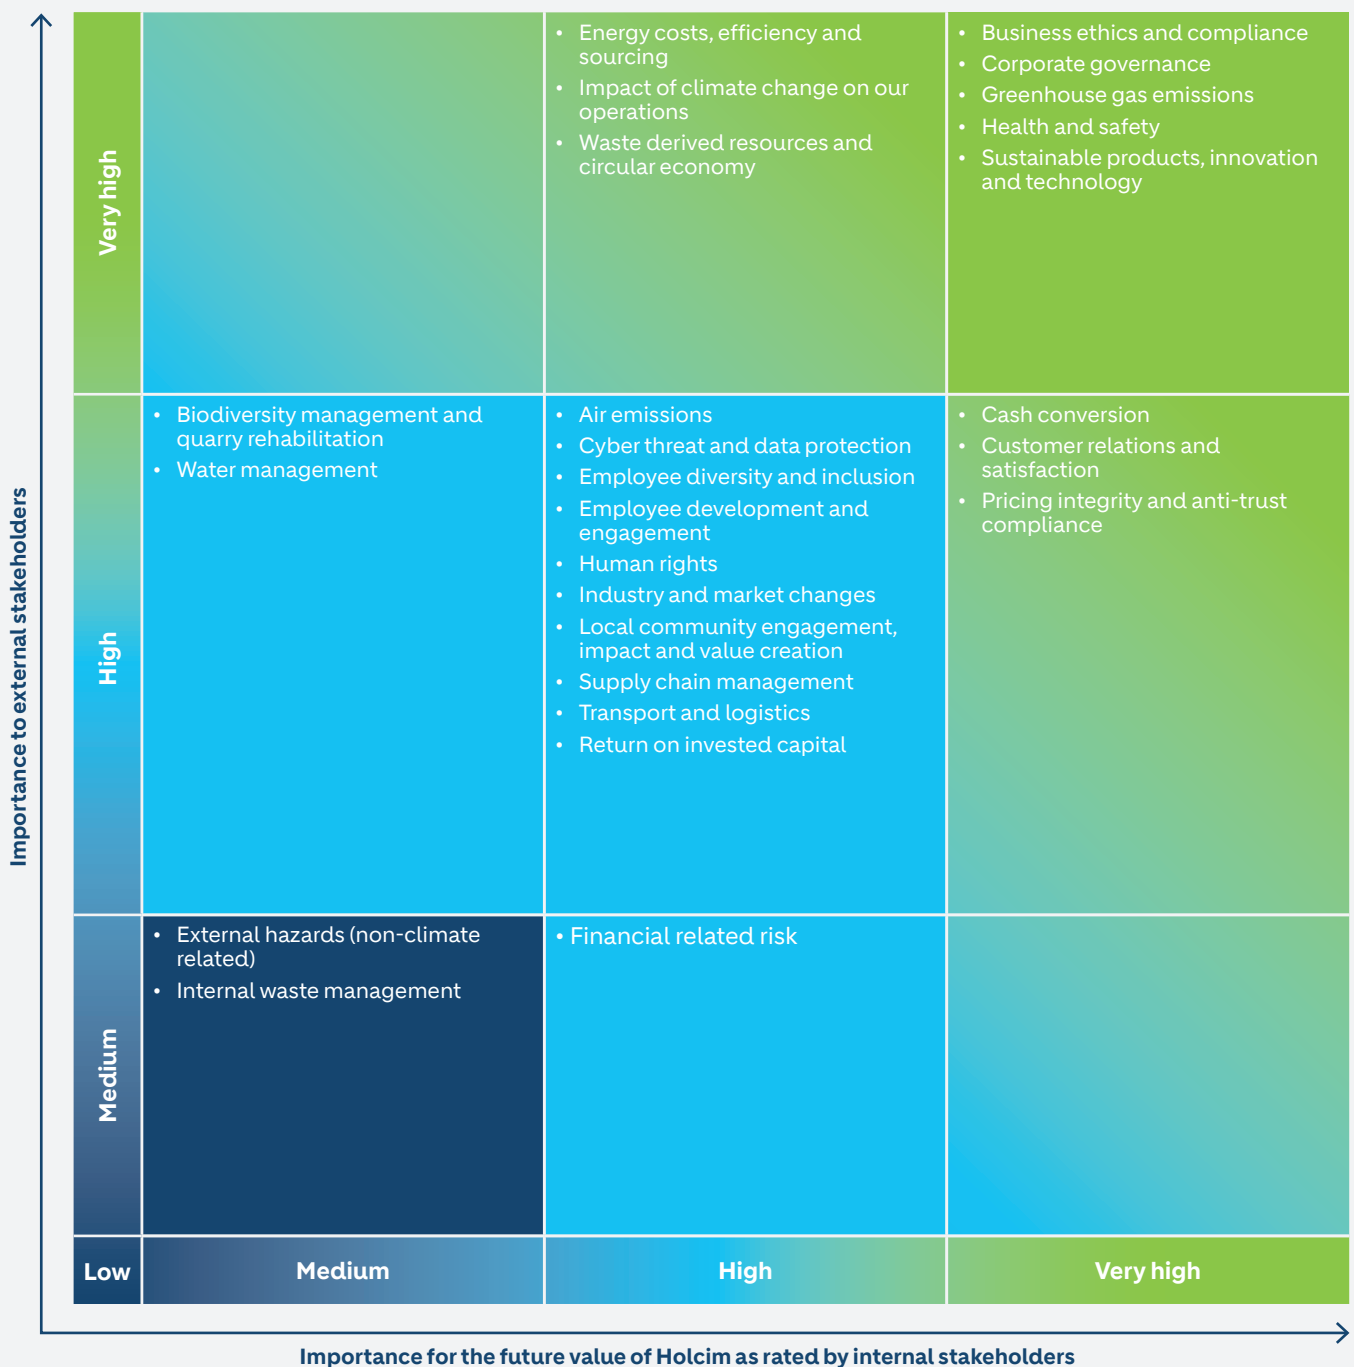 Importance to external stakeholders
Very high
• Energy costs, efficiency and
sourcing
• Impact of climate change on our
operations
• Waste derived resources and
circular economy
• Business ethics and compliance
• Corporate governance
• Greenhouse gas emissions
• Health and safety
• Sustainable products, innovation
and technology
High
• Biodiversity management and
quarry rehabilitation
• Water management
• Air emissions
• Cyber threat and data protection
• Employee diversity and inclusion
• Employee development and
engagement
• Human rights
• Industry and market changes
• Local community engagement,
impact and value creation
• Supply chain management
• Transport and logistics
• Return on invested capital
• Cash conversion
• Customer relations and
satisfaction
• Pricing integrity and anti-trust
compliance
Medium
• External hazards (non-climate
related)
• Internal waste management
• Financial related risk
Low
Medium
High
Very high
Importance for the future value of Holcim as rated by internal stakeholders